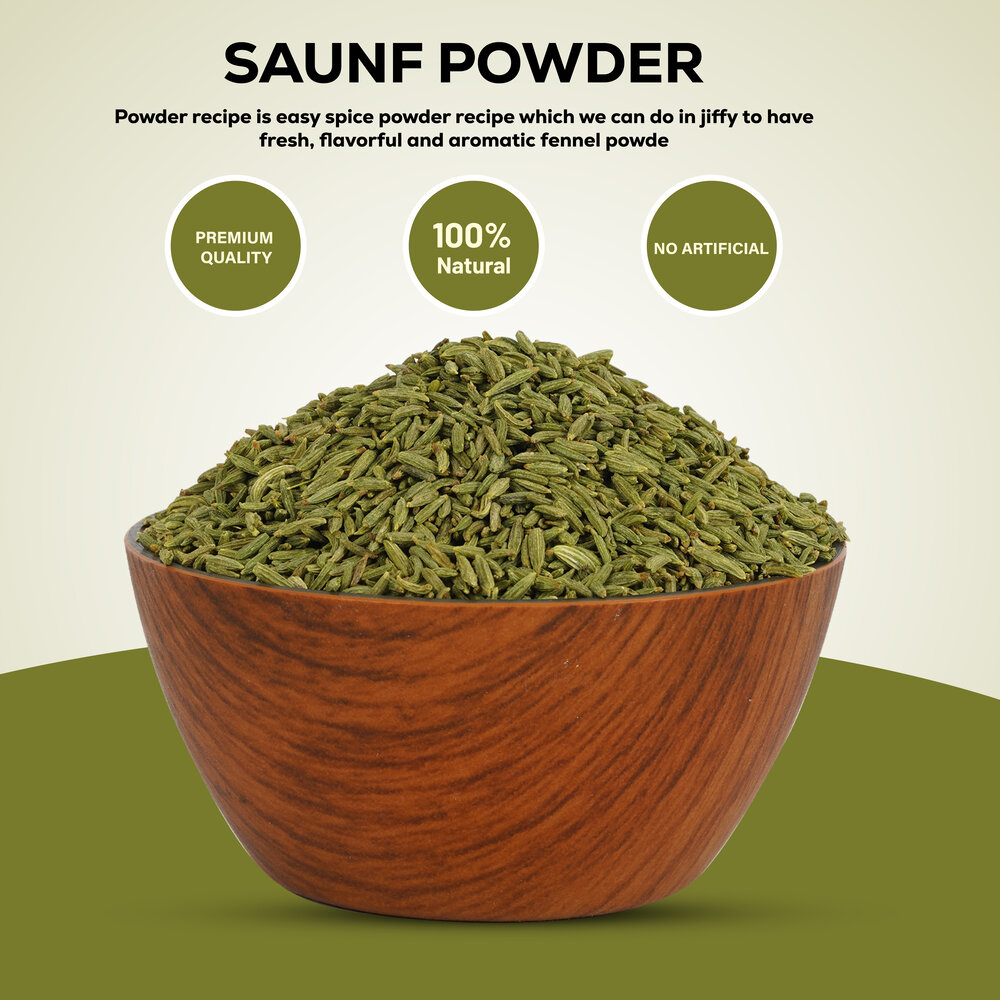 SAUNF POWDER
Powder recipe is easy spice powder recipe which we can do in jiffy to have
fresh, flavorful and aromatic fennel powde
PREMIUM
QUALITY
100%
Natural
NO ARTIFICIAL